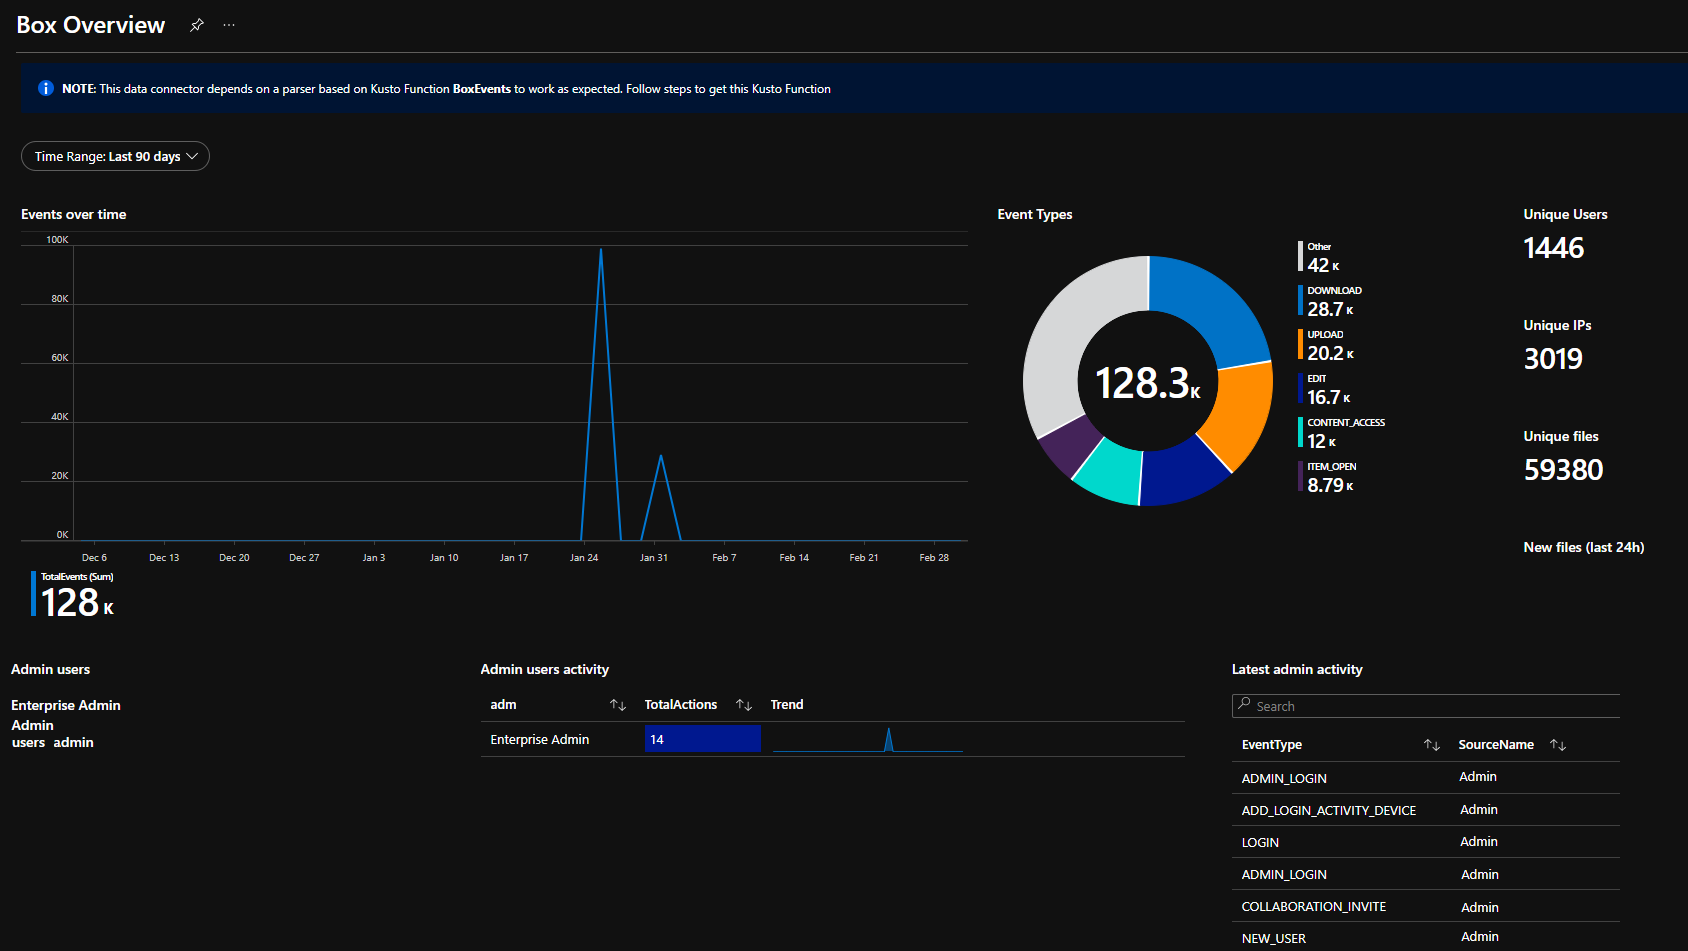 Box Overview
NOTE: This data connector depends on a parser based on Kusto Function BoxEvents to work as expected. Follow steps to get this Kusto Function
Time Range: Last 90 days
Events over time
100K
80K
60K
40K
20K
0K
Dec 6 Dec 13 Dec 20 Dec 27 Jan 3 Jan 10 Jan 17 Jan 24 Jan 31 Feb 7 Feb 14 Feb 21 Feb 28
TotalEvents (Sum)
128 K
Event Types
128.3K
Other
42 K
DOWNLOAD
28.7 K
UPLOAD
20.2 K
EDIT
16.7 K
CONTENT_ACCESS
12 K
ITEM_OPEN
8.79 K
Unique Users
1446
Unique IPs
3019
Unique files
59380
New files (last 24h)
Admin users
Enterprise Admin
Admin
users admin
Admin users activity
adm TotalActions Trend
Enterprise Admin 14
Latest admin activity
Search
EventType SourceName
ADMIN_LOGIN Admin
ADD_LOGIN_ACTIVITY_DEVICE Admin
LOGIN Admin
ADMIN_LOGIN Admin
COLLABORATION_INVITE Admin
NEW_USER Admin